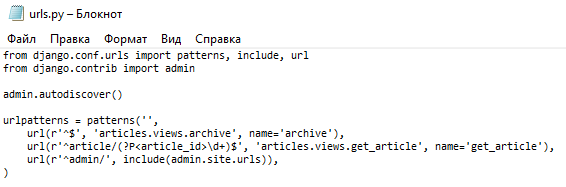 urls.py – Блокнот
Файл Правка Формат Вид Справка
from django.conf.urls import patterns, include, url
from django.contrib import admin
admin.autodiscover()
urlpatterns = patterns('',
    url(r'^$', 'articles.views.archive', name='archive'),
    url(r'^article/(?P<article_id>\d+)$', 'articles.views.get_article', name='get_article'),
    url(r'^admin/', include(admin.site.urls)),
)